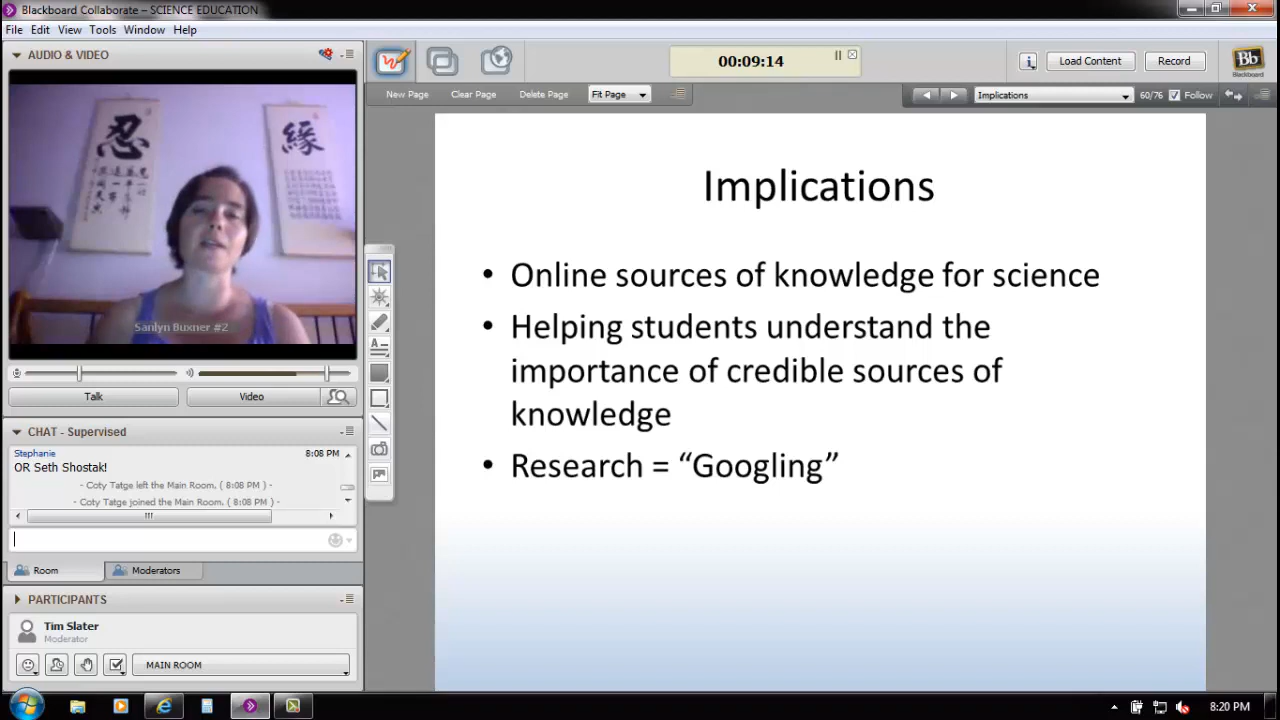 Blackboard Collaborate – SCIENCE EDUCATION
File Edit View Tools Window Help
AUDIO & VIDEO
忍
緣
Sanlyn Buxner #2
Talk
Video
CHAT - Supervised
Stephanie 8:08 PM
OR Seth Shostak!
- Coty Tatge left the Main Room. ( 8:08 PM ) -
- Coty Tatge joined the Main Room. ( 8:08 PM ) -
Room
Moderators
PARTICIPANTS
Tim Slater
Moderator
MAIN ROOM
00:09:14
Load Content
Record
Bb
Blackboard
New Page Clear Page Delete Page Fit Page
Implications 60/76 Follow
Implications
• Online sources of knowledge for science
• Helping students understand the
importance of credible sources of
knowledge
• Research = “Googling”
8:20 PM